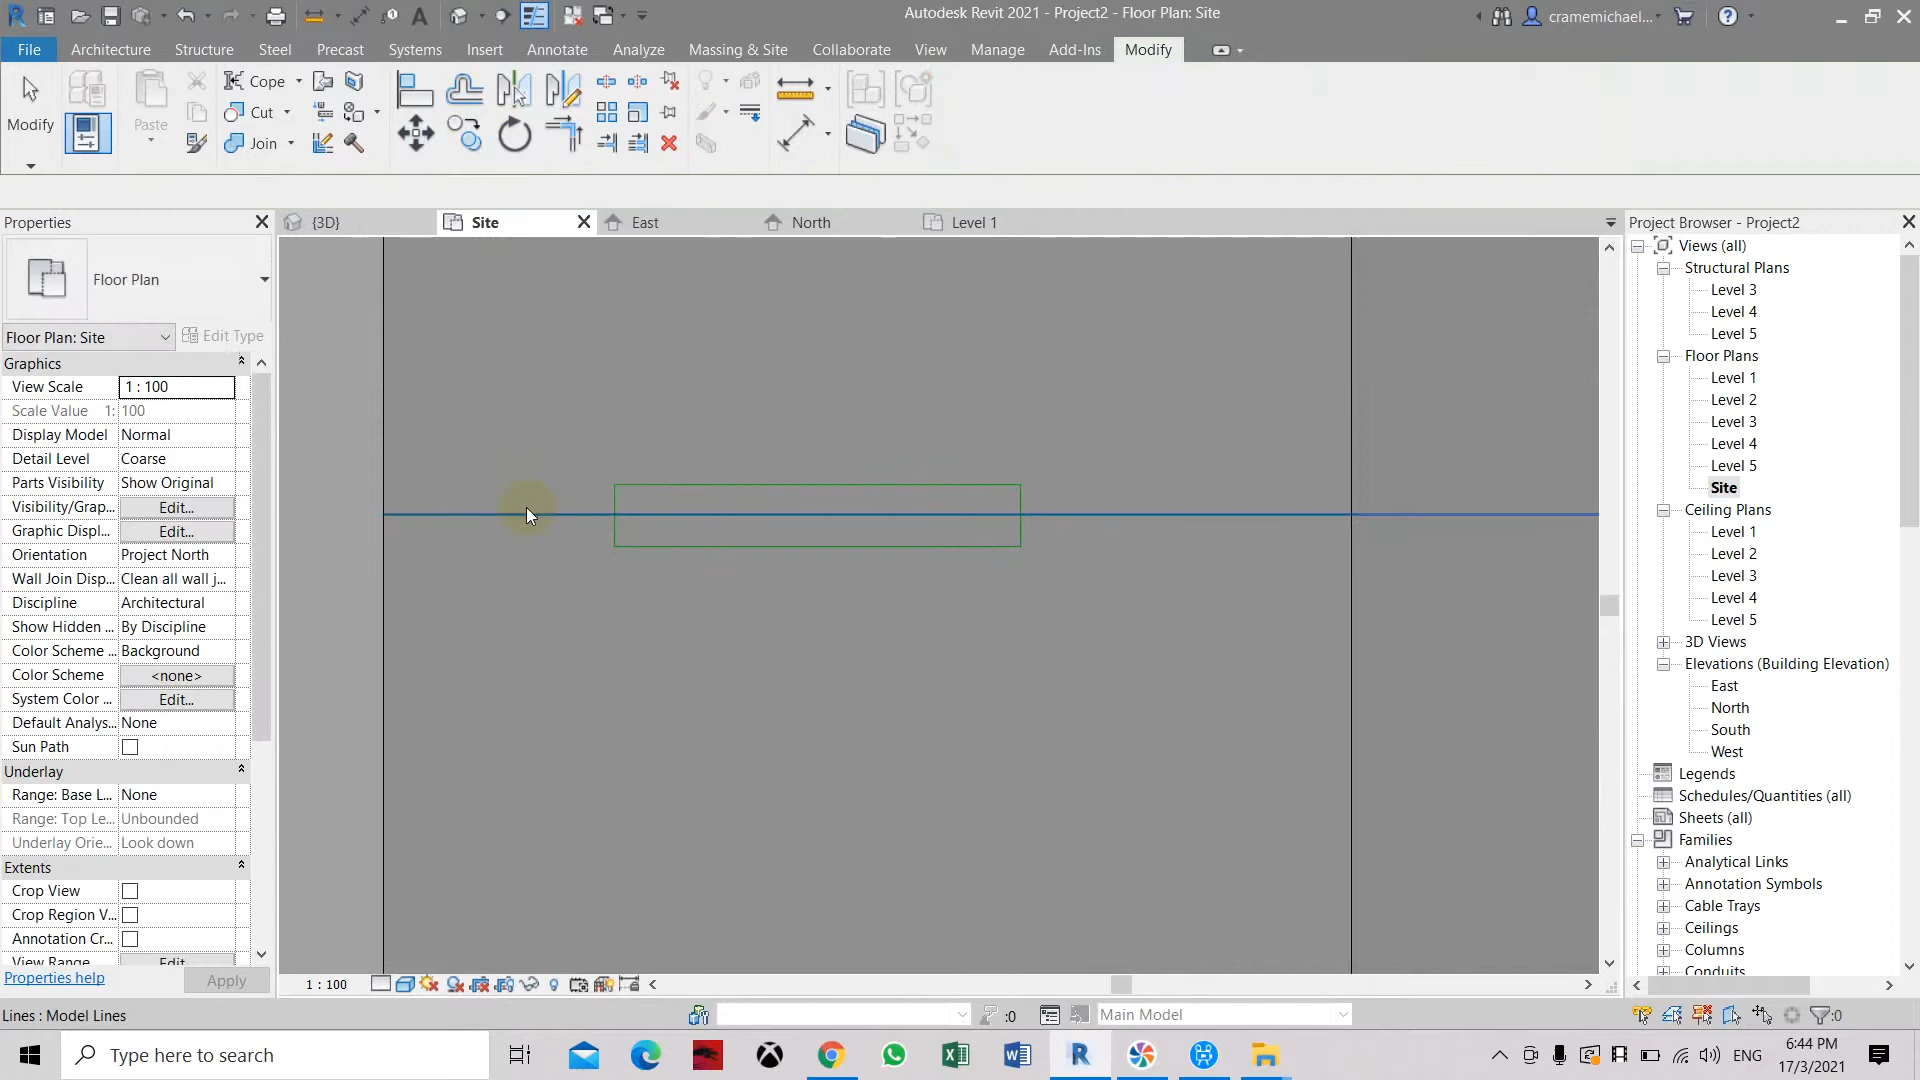 Autodesk Revit 2021 - Project2 - Floor Plan: Site
cramemichael...
File Architecture Structure Steel Precast Systems Insert Annotate Analyze Massing & Site Collaborate View Manage Add-Ins Modify
Modify
Paste
Cope
Cut
Join
Properties
Floor Plan
Floor Plan: Site
Edit Type
Graphics
View Scale 1 : 100
Scale Value 1: 100
Display Model Normal
Detail Level Coarse
Parts Visibility Show Original
Visibility/Grap... Edit...
Graphic Displ... Edit...
Orientation Project North
Wall Join Disp... Clean all wall j...
Discipline Architectural
Show Hidden ... By Discipline
Color Scheme ... Background
Color Scheme <none>
System Color ... Edit...
Default Analys... None
Sun Path
Underlay
Range: Base L... None
Range: Top Le... Unbounded
Underlay Orie... Look down
Extents
Crop View
Crop Region V...
Annotation Cr...
View Range Edit...
Properties help
Apply
{3D} Site East North Level 1
1 : 100
Project Browser - Project2
Views (all)
Structural Plans
Level 3
Level 4
Level 5
Floor Plans
Level 1
Level 2
Level 3
Level 4
Level 5
Site
Ceiling Plans
Level 1
Level 2
Level 3
Level 4
Level 5
3D Views
Elevations (Building Elevation)
East
North
South
West
Legends
Schedules/Quantities (all)
Sheets (all)
Families
Analytical Links
Annotation Symbols
Cable Trays
Ceilings
Columns
Conduits
Lines : Model Lines
:0
Main Model
:0
Type here to search
ENG
6:44 PM
17/3/2021